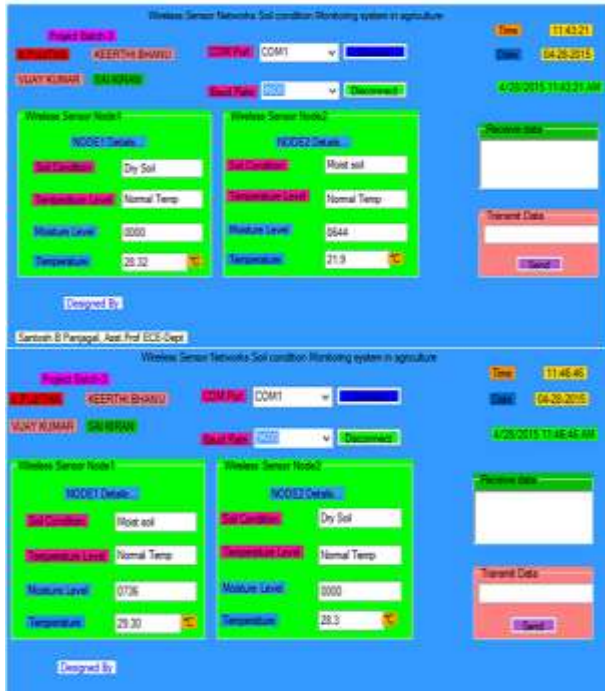 Wireless Sensor Networks Soil condition Monitoring system in agriculture
Project Batch-3
Time 11:43:21
KEERTHI BHANU COM Port COM1
Date 04-28-2015
VIJAY KUMAR SAI KIRAN
Baud Rate 9600 Disconnect
4/28/2015 11:43:21 AM
Wireless Sensor Node1
NODE1 Details...
Soil Condition Dry Soil
Temperature Level Normal Temp
Moisture Level 0000
Temperature 28.32 °C
Wireless Sensor Node2
NODE2 Details...
Soil Condition Moist soil
Temperature Level Normal Temp
Moisture Level 0644
Temperature 21.9 °C
Receive data
Transmit Data
Send
Designed By
Santosh B Panjagal, Asst.Prof ECE-Dept
Wireless Sensor Networks Soil condition Monitoring system in agriculture
Project Batch-3
Time 11:46:46
KEERTHI BHANU COM Port COM1
Date 04-28-2015
VIJAY KUMAR SAI KIRAN
Baud Rate 9600 Disconnect
4/28/2015 11:46:46 AM
Wireless Sensor Node1
NODE1 Details...
Soil Condition Moist soil
Temperature Level Normal Temp
Moisture Level 0736
Temperature 29.30 °C
Wireless Sensor Node2
NODE2 Details...
Soil Condition Dry Soil
Temperature Level Normal Temp
Moisture Level 0000
Temperature 28.3 °C
Receive data
Transmit Data
Send
Designed By